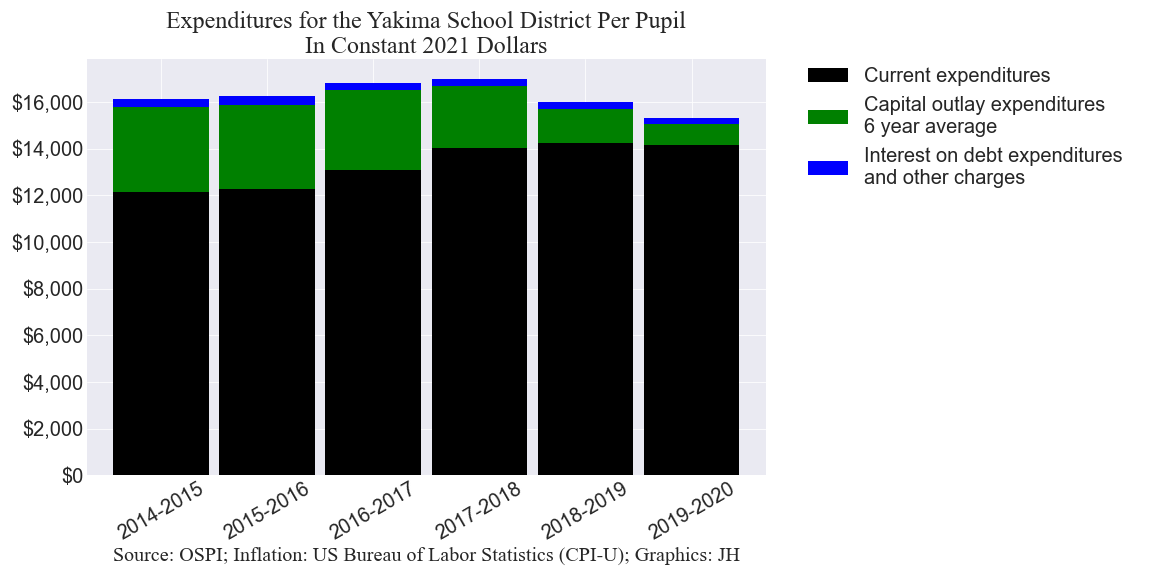 Expenditures for the Yakima School District Per Pupil
In Constant 2021 Dollars
$16,000
$14,000
$12,000
$10,000
$8,000
$6,000
$4,000
$2,000
$0
2014-2015
2015-2016
2016-2017
2017-2018
2018-2019
2019-2020
Current expenditures
Capital outlay expenditures
6 year average
Interest on debt expenditures
and other charges
Source: OSPI; Inflation: US Bureau of Labor Statistics (CPI-U); Graphics: JH